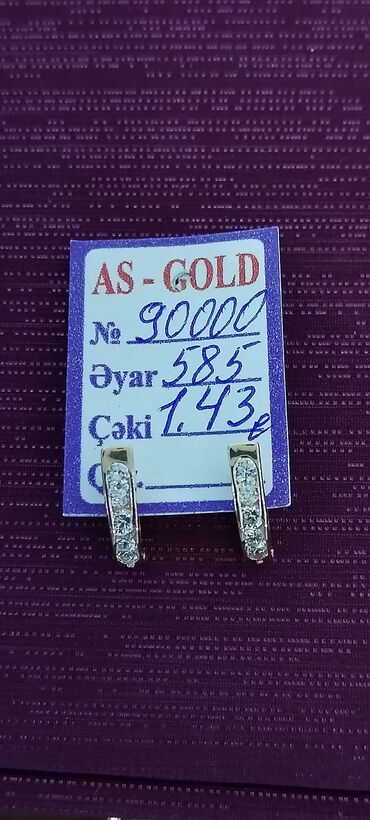 AS - GOLD
№ 90000
Əyar 585
Çəki 1.43 г